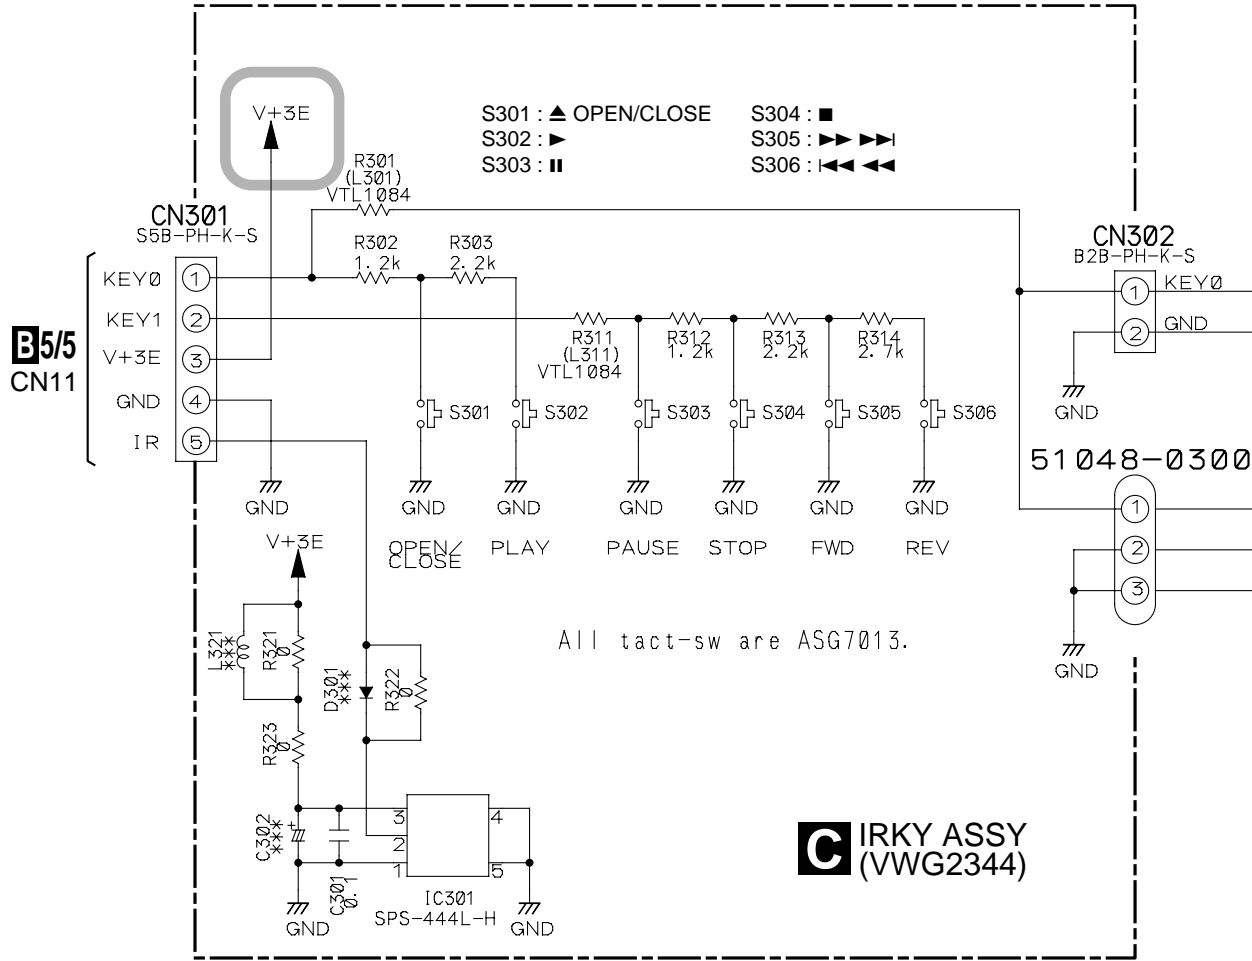 V+3E
S301 : ▲ OPEN/CLOSE
S302 : ▶
S303 : ⏸
S304 : ■
S305 : ▶▶ ▶▶|
S306 : |◀◀ ◀◀
R301
(L301)
VTL1084
CN301
S5B-PH-K-S
R302
1.2k
R303
2.2k
CN302
B2B-PH-K-S
KEY0
1
KEY1
2
V+3E
3
GND
4
IR
5
B 5/5
CN11
1
KEY0
2
GND
GND
R311
(L311)
VTL1084
R312
1.2k
R313
2.2k
R314
2.7k
S301
S302
S303
S304
S305
S306
51048-0300
1
2
3
GND
GND
GND
GND
GND
GND
GND
GND
OPEN/
CLOSE
PLAY
PAUSE
STOP
FWD
REV
V+3E
All tact-sw are ASG7013.
L321
***
R321
0
D301
***
R322
0
R323
0
C302
***
+
C301
0.1
3
2
1
4
5
IC301
SPS-444L-H
GND
GND
C IRKY ASSY
(VWG2344)